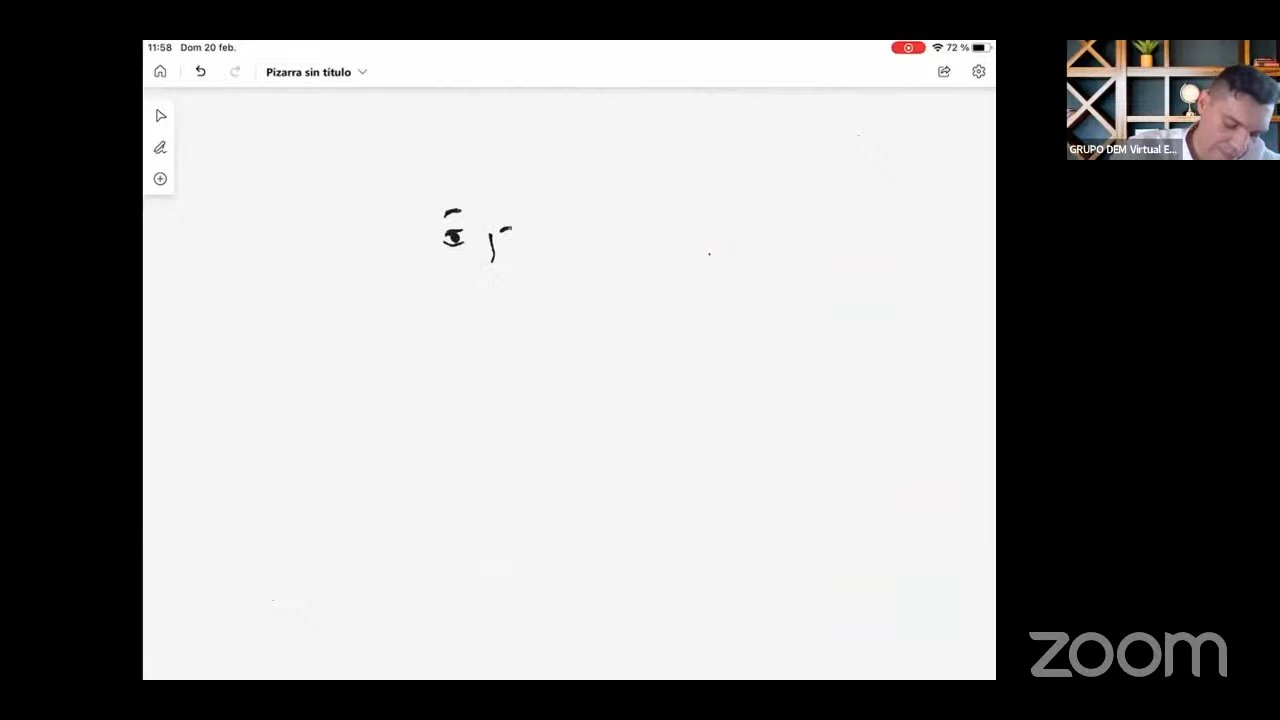 11:58 Dom 20 feb. 72 %
Pizarra sin título
GRUPO DEM Virtual E...
zoom